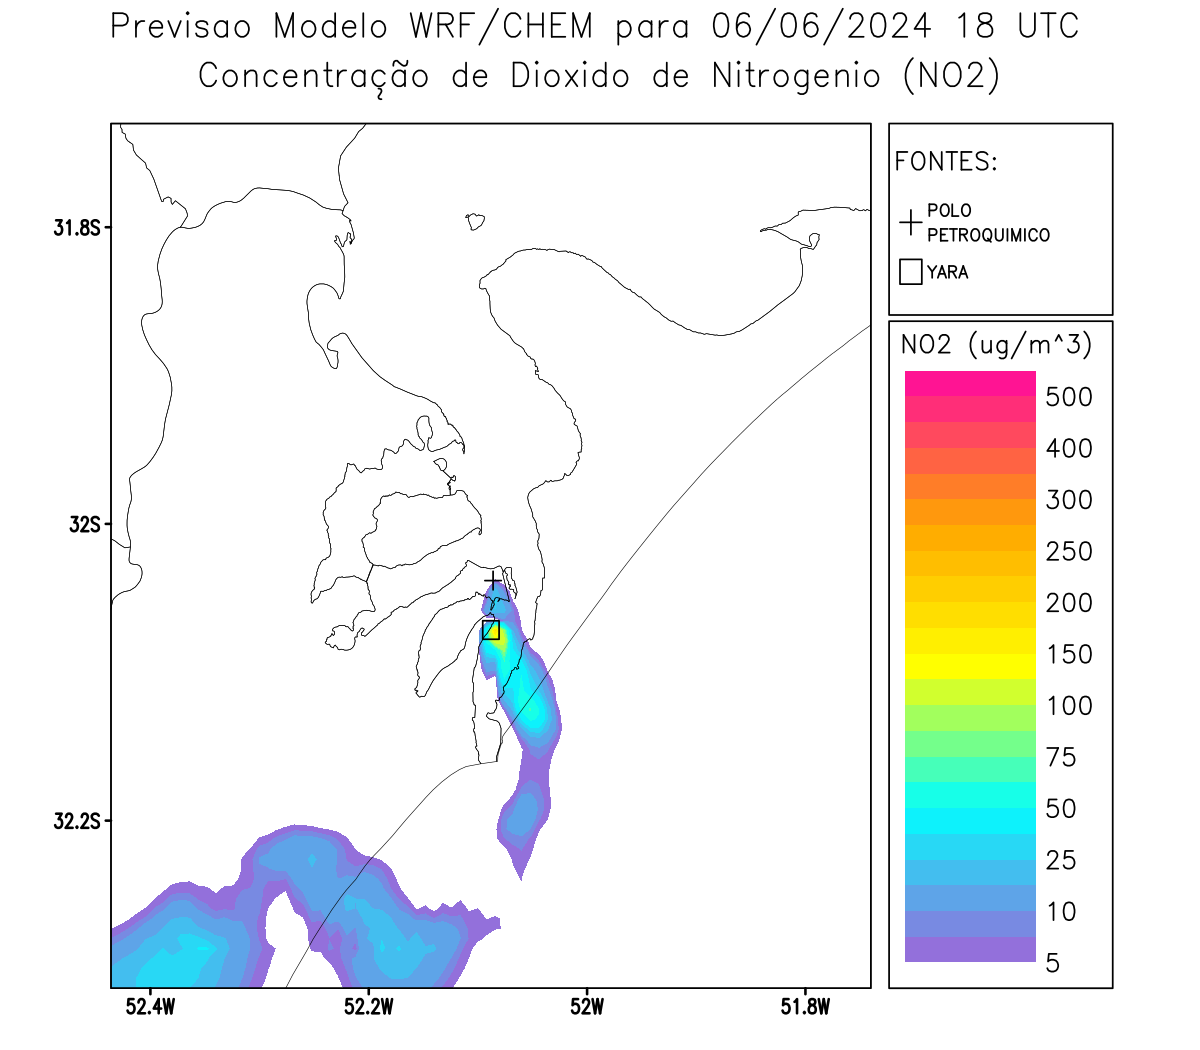 Previsao Modelo WRF/CHEM para 06/06/2024 18 UTC
Concentração de Dioxido de Nitrogenio (NO2)
FONTES:
POLO
PETROQUIMICO
YARA
NO2 (ug/m^3)
500
400
300
250
200
150
100
75
50
25
10
5
31.8S
32S
32.2S
52.4W
52.2W
52W
51.8W